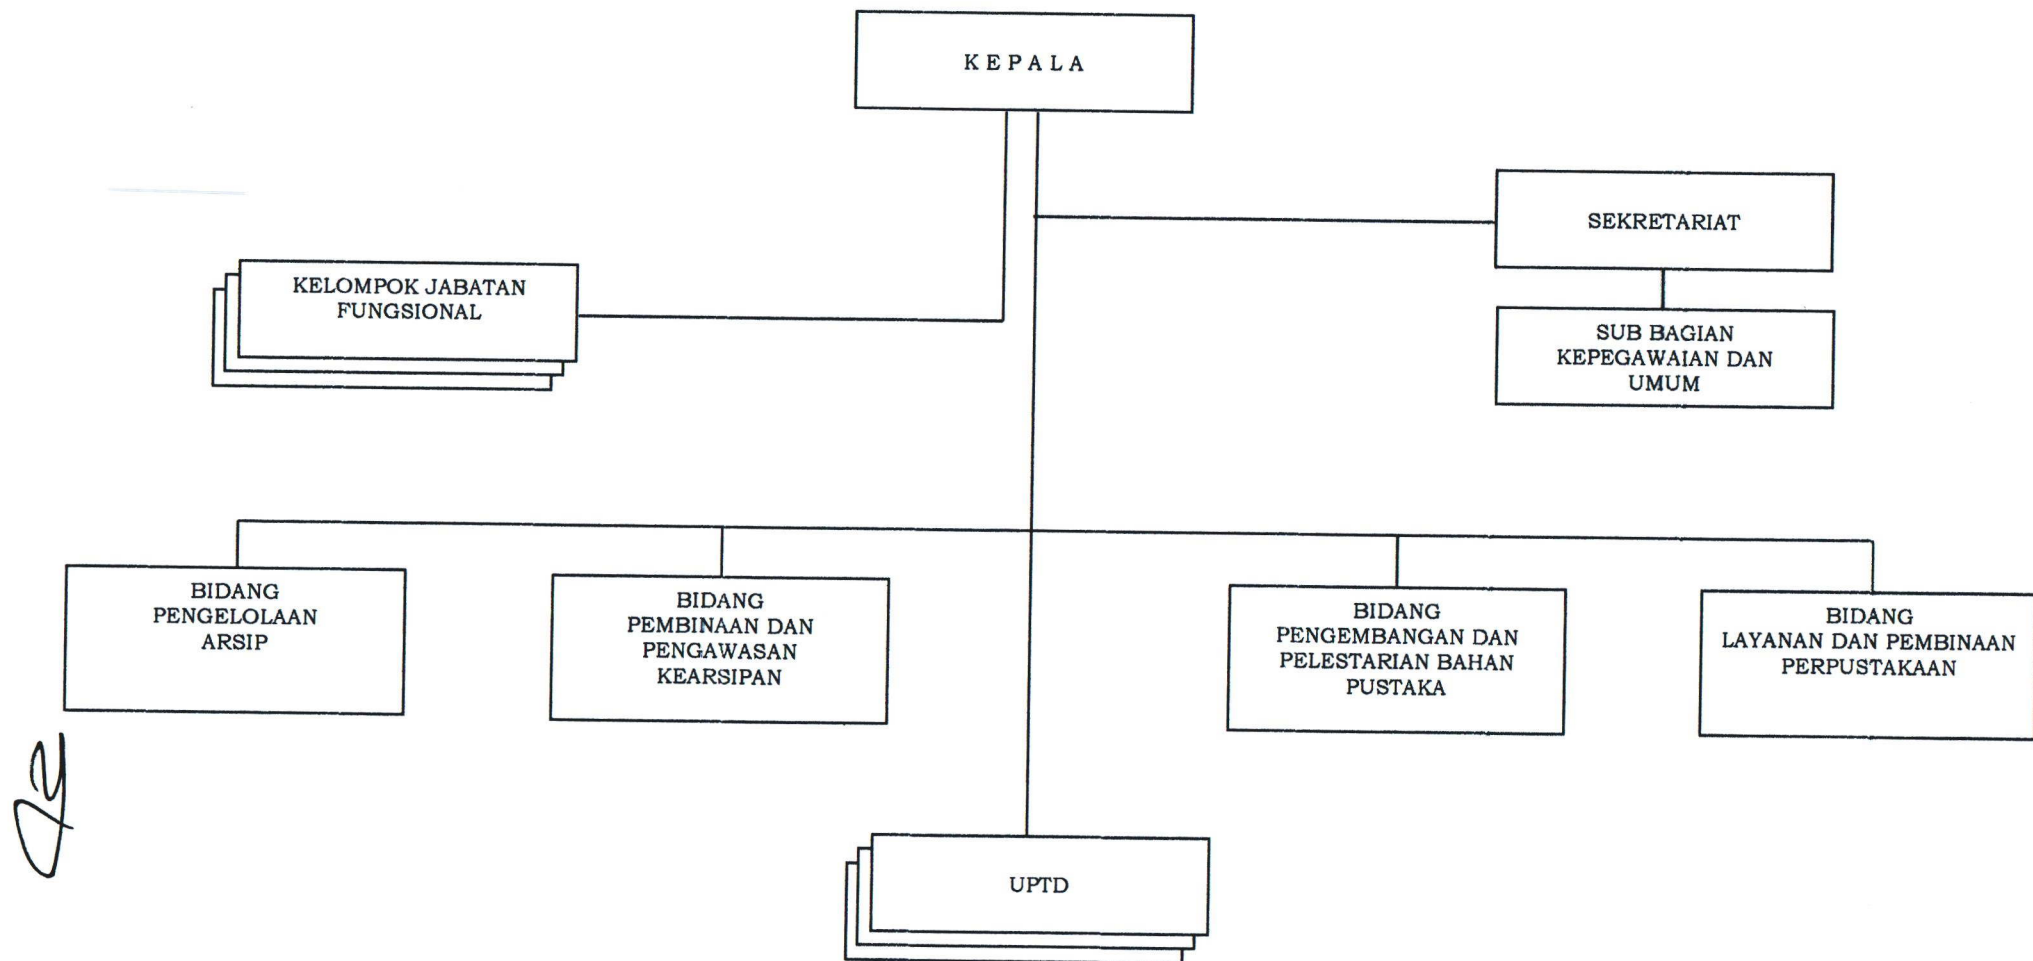 K E P A L A
SEKRETARIAT
KELOMPOK JABATAN
FUNGSIONAL
SUB BAGIAN
KEPEGAWAIAN DAN
UMUM
BIDANG
PENGELOLAAN
ARSIP
BIDANG
PEMBINAAN DAN
PENGAWASAN
KEARSIPAN
BIDANG
PENGEMBANGAN DAN
PELESTARIAN BAHAN
PUSTAKA
BIDANG
LAYANAN DAN PEMBINAAN
PERPUSTAKAAN
UPTD